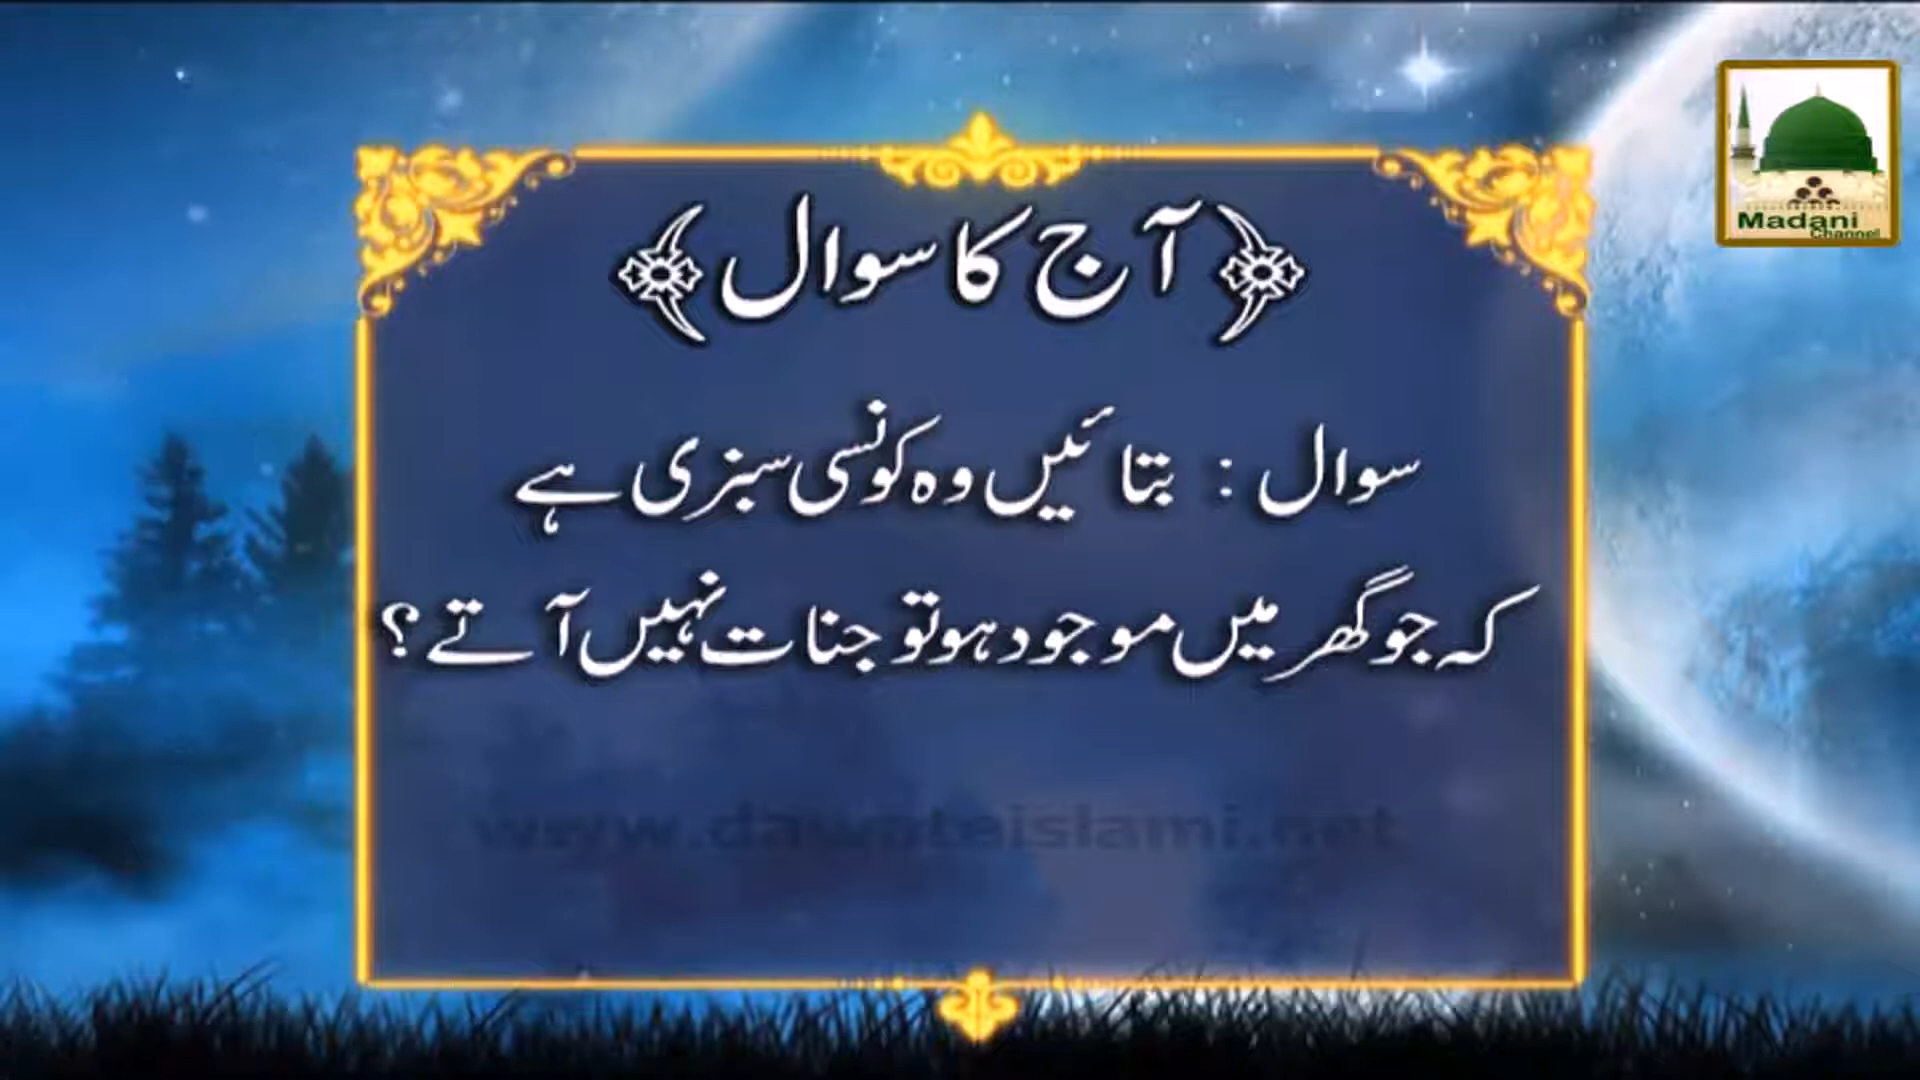 ﴿آج کا سوال﴾
سوال : بتائیں وہ کونسی سبزی ہے
کہ جو گھر میں موجود ہو تو جنات نہیں آتے ؟
www.dawateislami.net
Madani
Channel